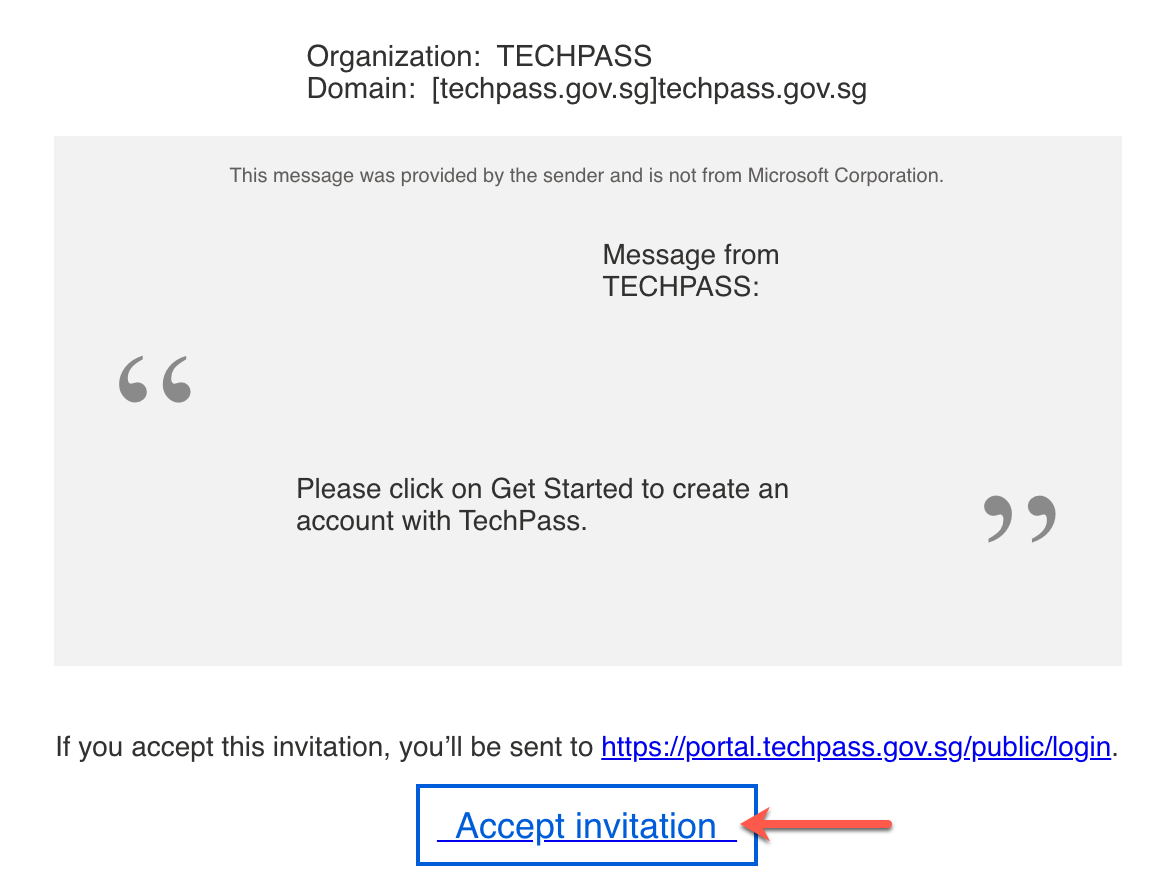 Organization: TECHPASS
Domain: [techpass.gov.sg]techpass.gov.sg
This message was provided by the sender and is not from Microsoft Corporation.
Message from
TECHPASS:
“
Please click on Get Started to create an
account with TechPass.
”
If you accept this invitation, you’ll be sent to https://portal.techpass.gov.sg/public/login.
Accept invitation